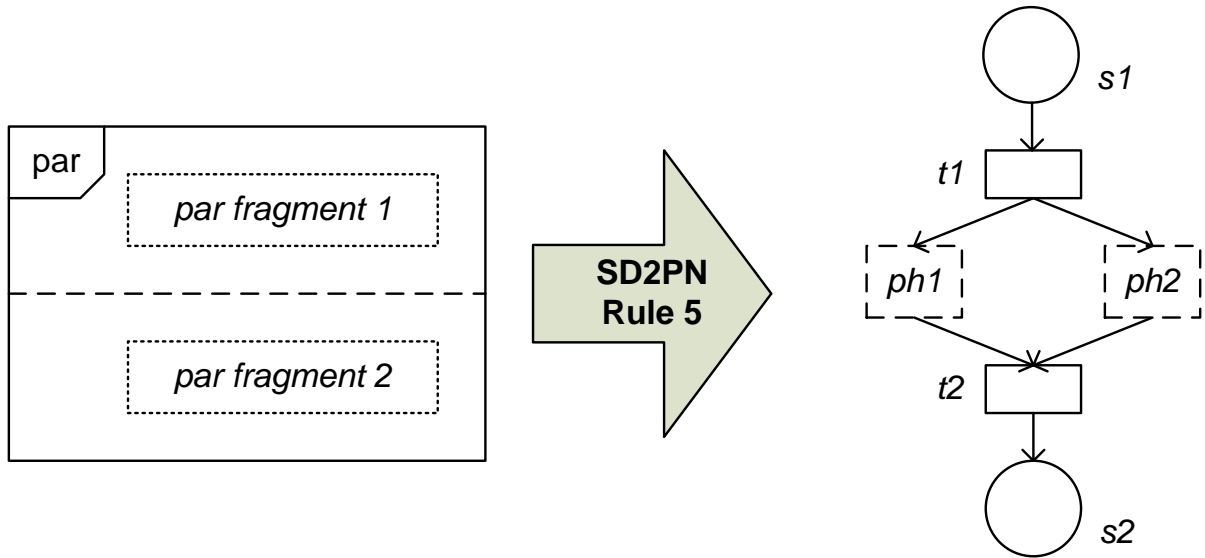 par
par fragment 1
par fragment 2
SD2PN
Rule 5
s1
t1
ph1
ph2
t2
s2